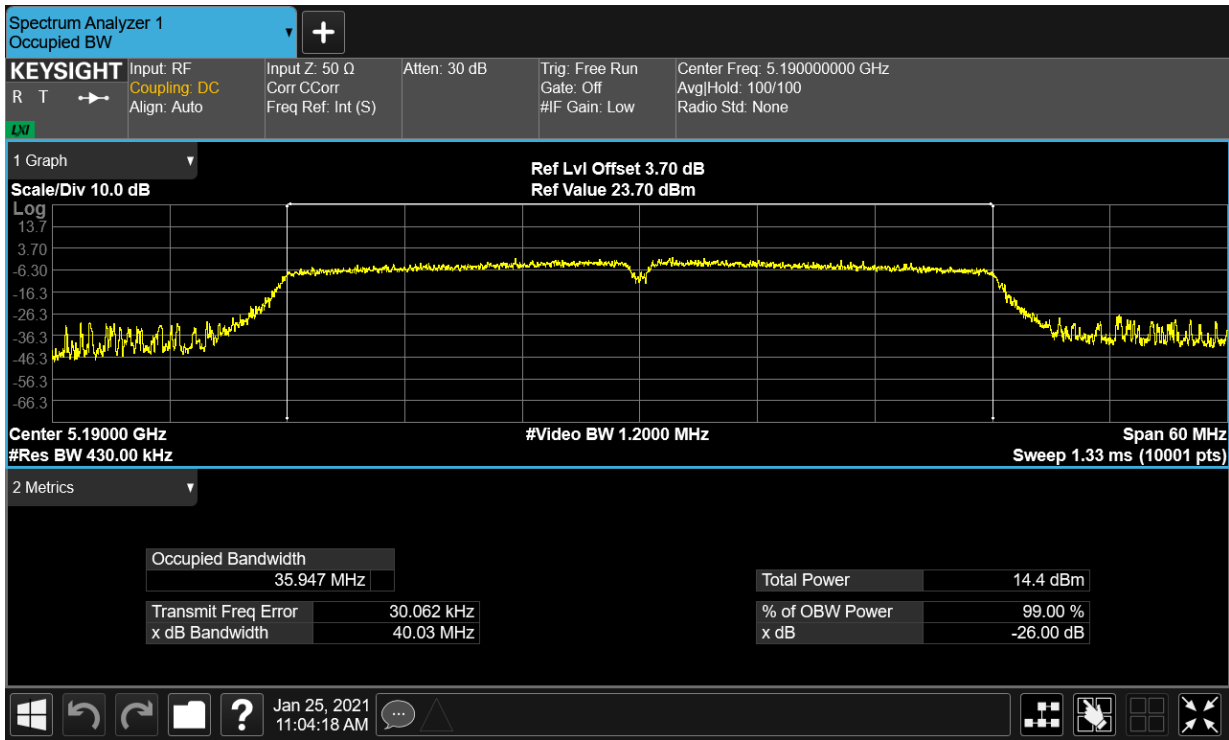 Spectrum Analyzer 1
Occupied BW
+
KEYSIGHT
R T
LXI
Input: RF
Coupling: DC
Align: Auto
Input Z: 50 Ω
Corr CCorr
Freq Ref: Int (S)
Atten: 30 dB
Trig: Free Run
Gate: Off
#IF Gain: Low
Center Freq: 5.190000000 GHz
Avg|Hold: 100/100
Radio Std: None
1 Graph
Scale/Div 10.0 dB
Ref Lvl Offset 3.70 dB
Ref Value 23.70 dBm
Log
13.7
3.70
-6.30
-16.3
-26.3
-36.3
-46.3
-56.3
-66.3
Center 5.19000 GHz
#Video BW 1.2000 MHz
Span 60 MHz
#Res BW 430.00 kHz
Sweep 1.33 ms (10001 pts)
2 Metrics
Occupied Bandwidth
35.947 MHz
Total Power 14.4 dBm
Transmit Freq Error 30.062 kHz
% of OBW Power 99.00 %
x dB Bandwidth 40.03 MHz
x dB -26.00 dB
?
Jan 25, 2021
11:04:18 AM